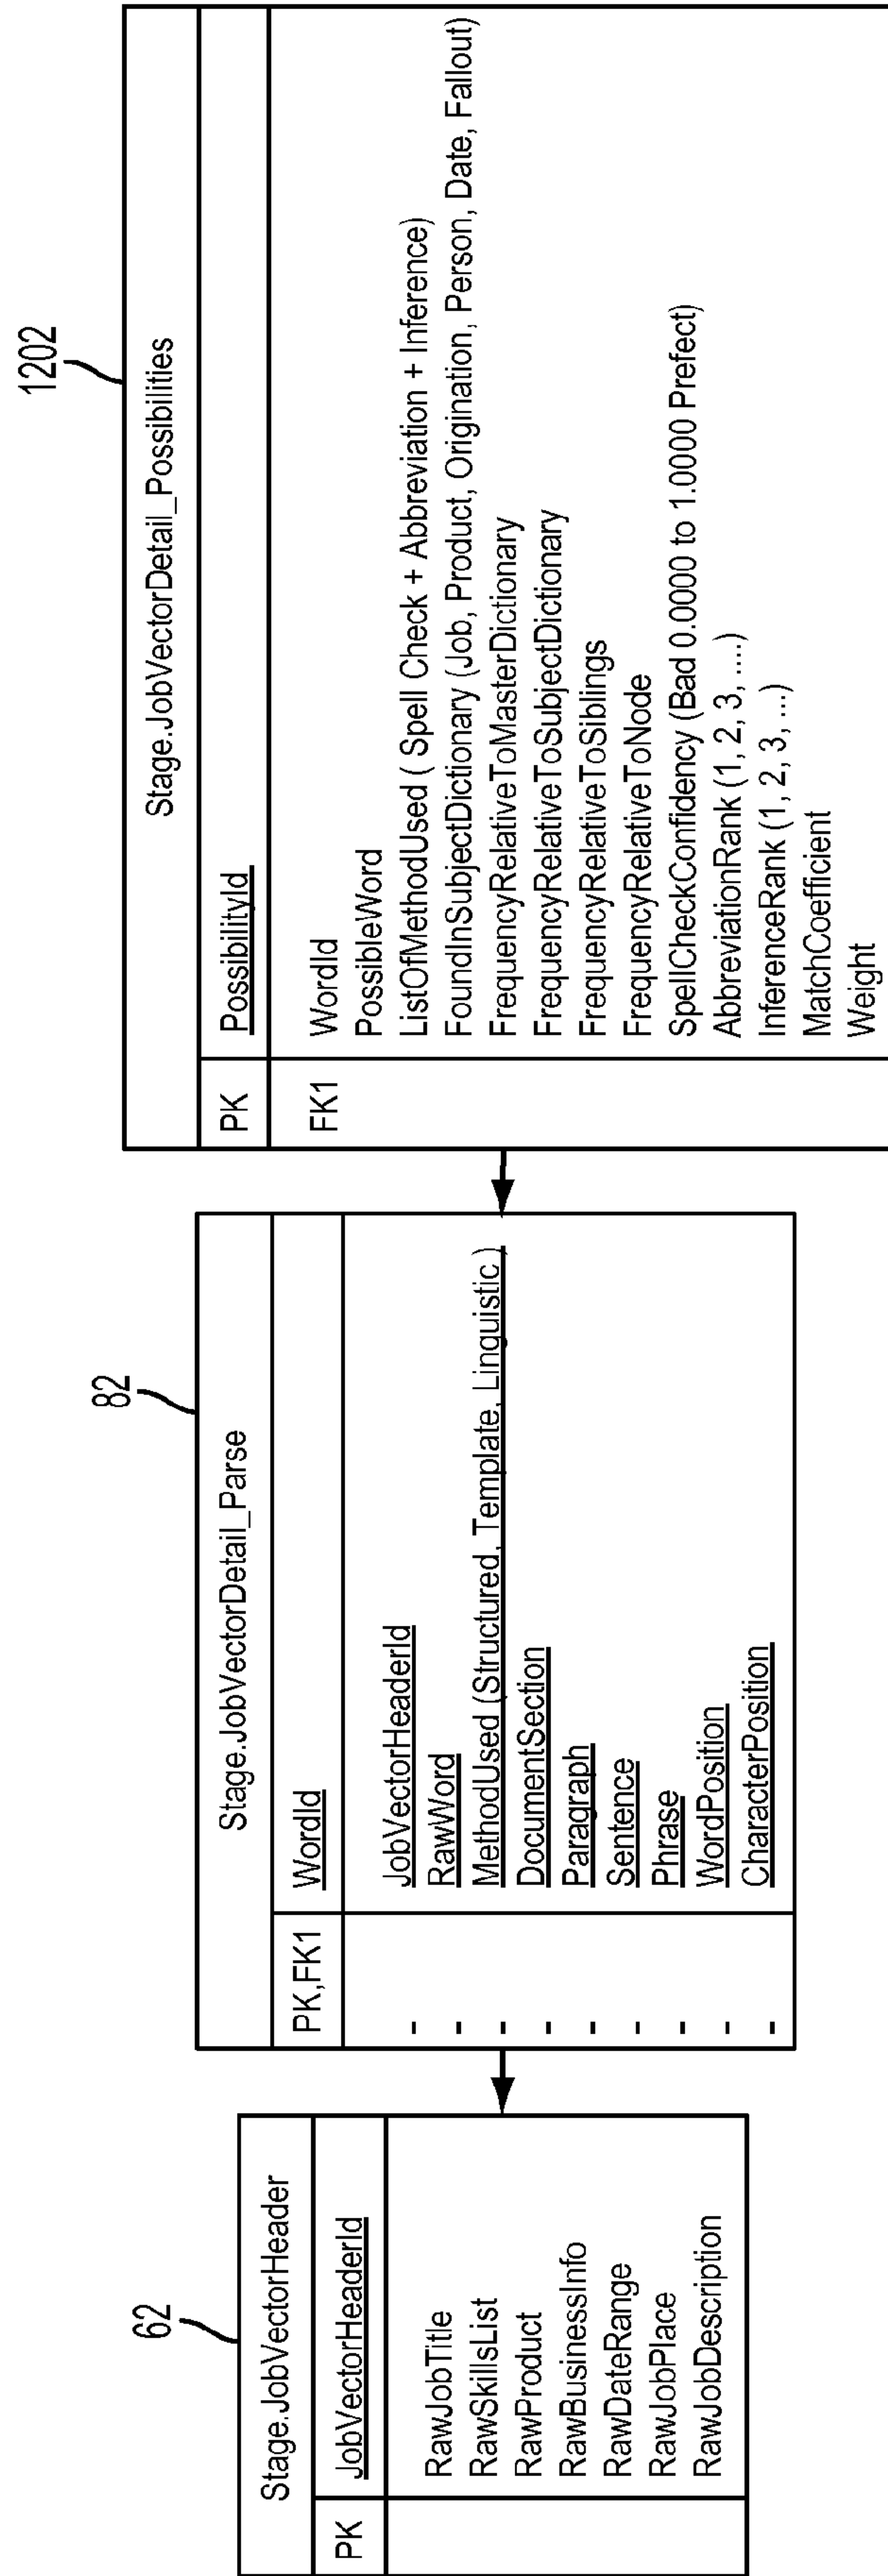 62
Stage.JobVectorHeader
PK JobVectorHeaderId
RawJobTitle
RawSkillsList
RawProduct
RawBusinessInfo
RawDateRange
RawJobPlace
RawJobDescription
82
Stage.JobVectorDetail_Parse
PK,FK1 WordId
- JobVectorHeaderId
- RawWord
- MethodUsed (Structured, Template, Linguistic )
- DocumentSection
- Paragraph
- Sentence
- Phrase
- WordPosition
- CharacterPosition
1202
Stage.JobVectorDetail_Possibilities
PK PossibilityId
FK1 WordId
PossibleWord
ListOfMethodUsed ( Spell Check + Abbreviation + Inference)
FoundInSubjectDictionary (Job, Product, Origination, Person, Date, Fallout)
FrequencyRelativeToMasterDictionary
FrequencyRelativeToSubjectDictionary
FrequencyRelativeToSiblings
FrequencyRelativeToNode
SpellCheckConfidency (Bad 0.0000 to 1.0000 Prefect)
AbbreviationRank (1, 2, 3, ....)
InferenceRank (1, 2, 3, ...)
MatchCoefficient
Weight